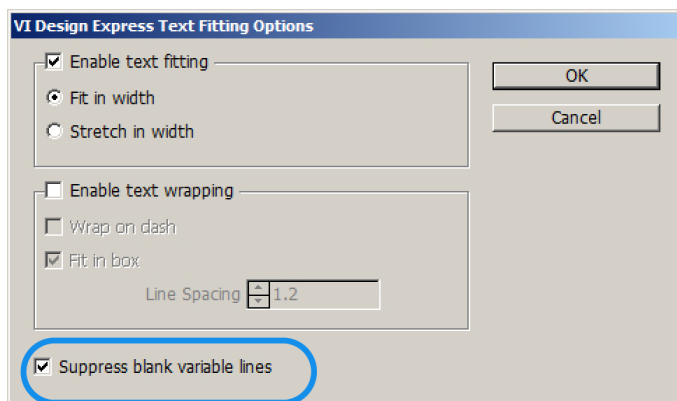 VI Design Express Text Fitting Options
Enable text fitting
OK
Fit in width
Cancel
Stretch in width
Enable text wrapping
Wrap on dash
Fit in box
Line Spacing 1.2
Suppress blank variable lines